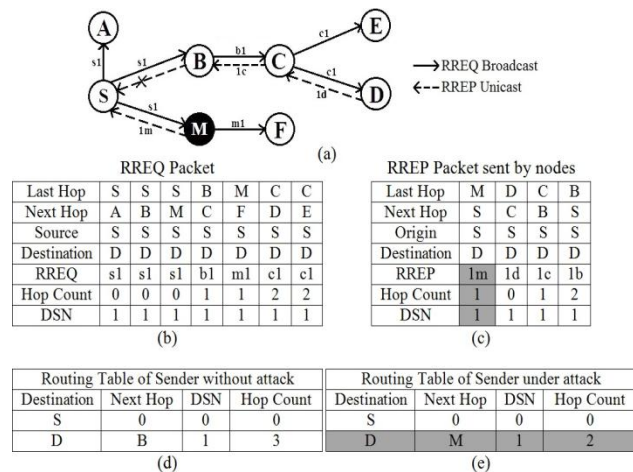 A
E
s1
s1
b1
c1
B
C
1c
c1
S
s1
1d
D
1m
M
m1
F
RREQ Broadcast
RREP Unicast
(a)
RREQ Packet
Last Hop S S S B M C C
Next Hop A B M C F D E
Source S S S S S S S
Destination D D D D D D D
RREQ s1 s1 s1 b1 m1 c1 c1
Hop Count 0 0 0 1 1 2 2
DSN 1 1 1 1 1 1 1
(b)
RREP Packet sent by nodes
Last Hop M D C B
Next Hop S C B S
Origin S S S S
Destination D D D D
RREP 1m 1d 1c 1b
Hop Count 1 0 1 2
DSN 1 1 1 1
(c)
Routing Table of Sender without attack
Destination Next Hop DSN Hop Count
S 0 0 0
D B 1 3
(d)
Routing Table of Sender under attack
Destination Next Hop DSN Hop Count
S 0 0 0
D M 1 2
(e)